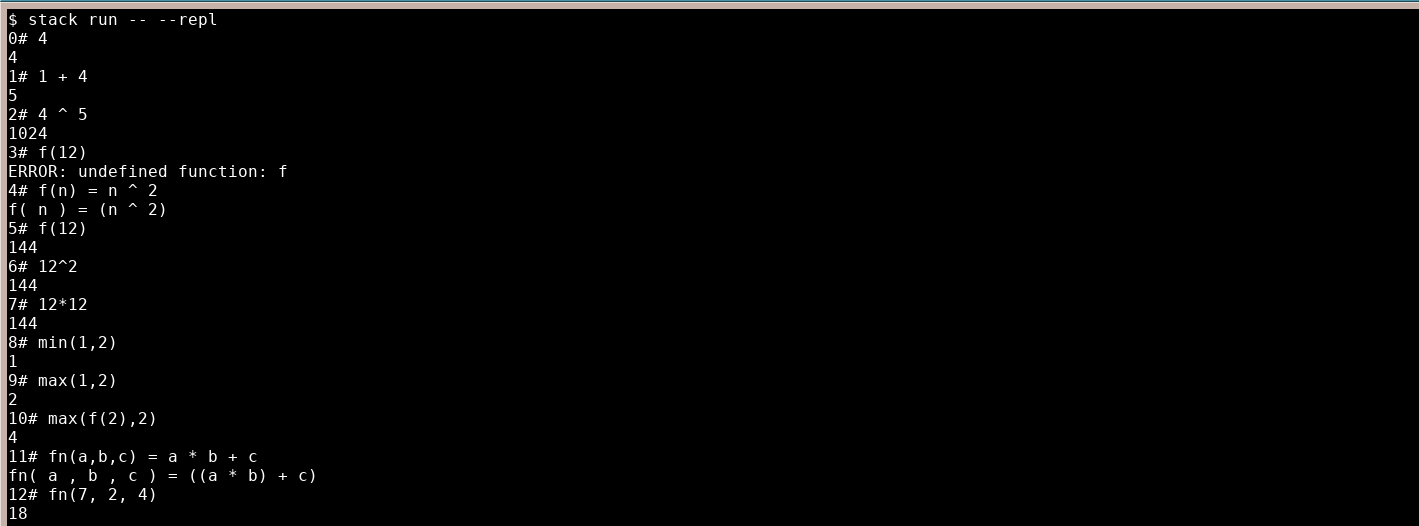 $ stack run -- --repl
0# 4
4
1# 1 + 4
5
2# 4 ^ 5
1024
3# f(12)
ERROR: undefined function: f
4# f(n) = n ^ 2
f( n ) = (n ^ 2)
5# f(12)
144
6# 12^2
144
7# 12*12
144
8# min(1,2)
1
9# max(1,2)
2
10# max(f(2),2)
4
11# fn(a,b,c) = a * b + c
fn( a , b , c ) = ((a * b) + c)
12# fn(7, 2, 4)
18